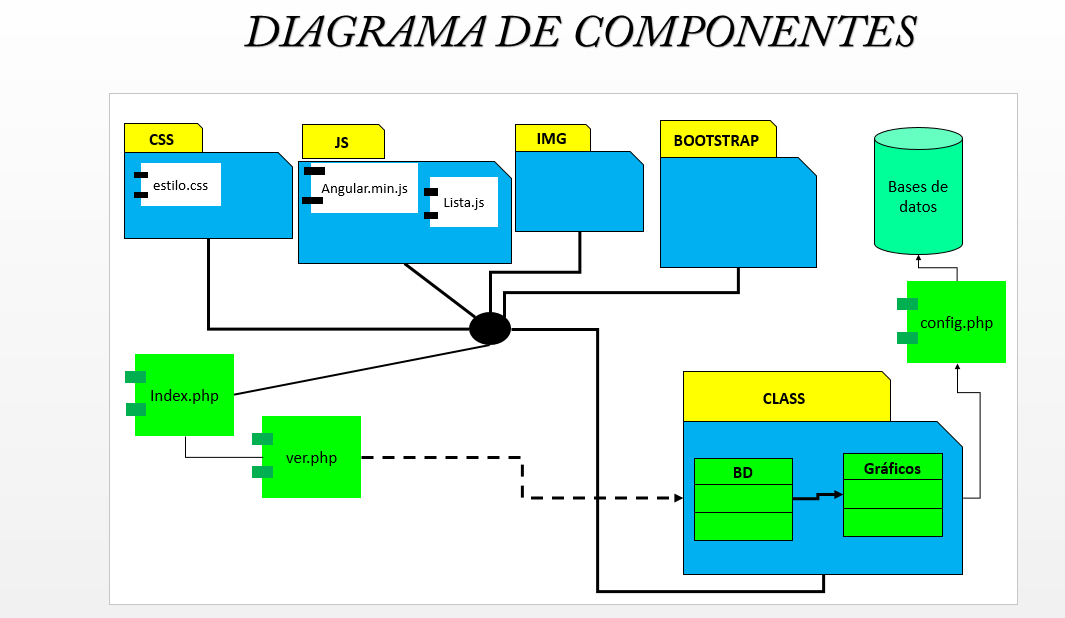 DIAGRAMA DE COMPONENTES
CSS
JS
IMG
BOOTSTRAP
estilo.css
Angular.min.js
Lista.js
Bases de
datos
config.php
Index.php
ver.php
CLASS
BD
Gráficos